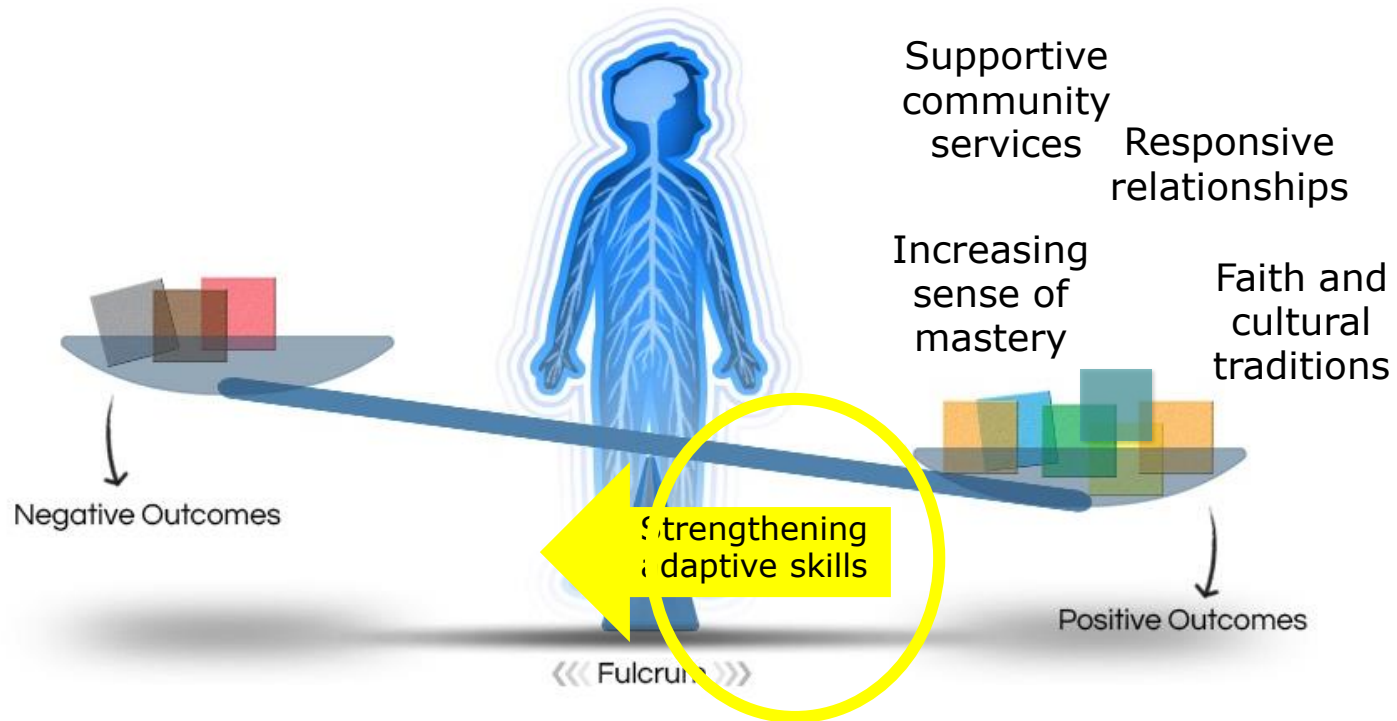 Supportive
community
services
Responsive
relationships
Increasing
sense of
mastery
Faith and
cultural
traditions
Negative Outcomes
Strengthening
adaptive skills
Positive Outcomes
Fulcrum